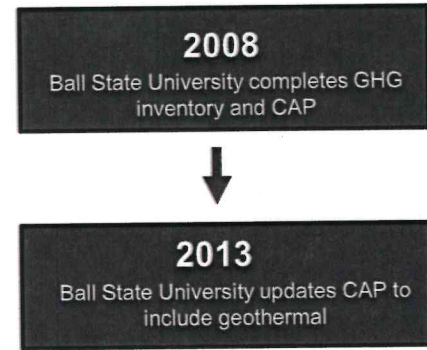 2008
Ball State University completes GHG
inventory and CAP
2013
Ball State University updates CAP to
include geothermal